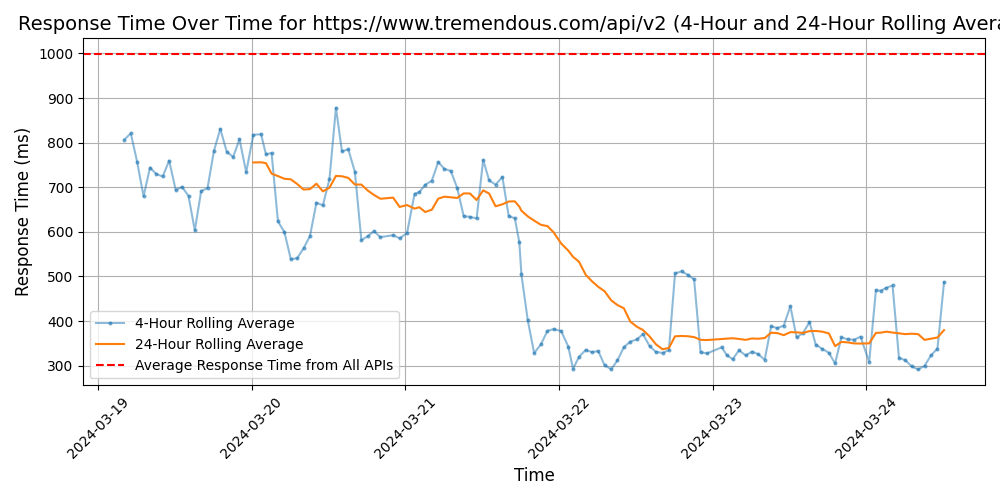 Response Time Over Time for https://www.tremendous.com/api/v2 (4-Hour and 24-Hour Rolling Avera
Response Time (ms)
1000
900
800
700
600
500
400
300
4-Hour Rolling Average
24-Hour Rolling Average
Average Response Time from All APIs
2024-03-19
2024-03-20
2024-03-21
2024-03-22
2024-03-23
2024-03-24
Time